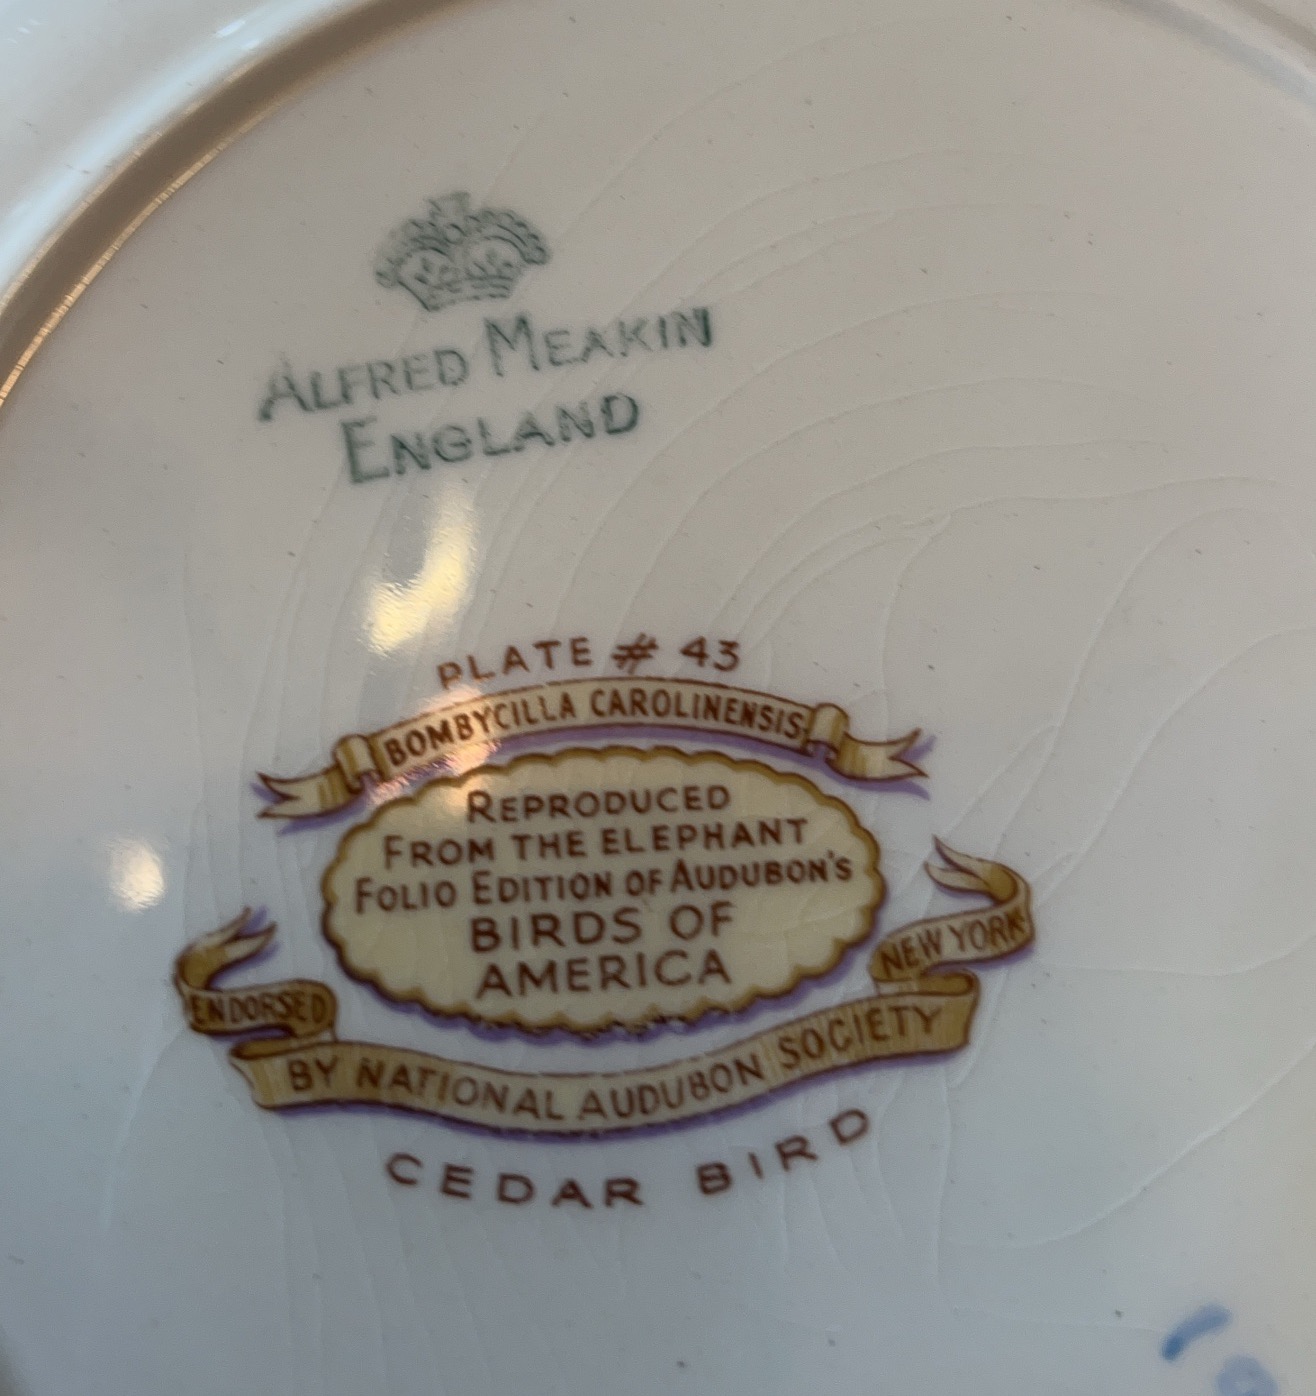 ALFRED MEAKIN
ENGLAND
PLATE # 43
BOMBYCILLA CAROLINENSIS
REPRODUCED
FROM THE ELEPHANT
FOLIO EDITION OF AUDUBON'S
BIRDS OF
AMERICA
ENDORSED
BY NATIONAL AUDUBON SOCIETY
NEW YORK
CEDAR BIRD